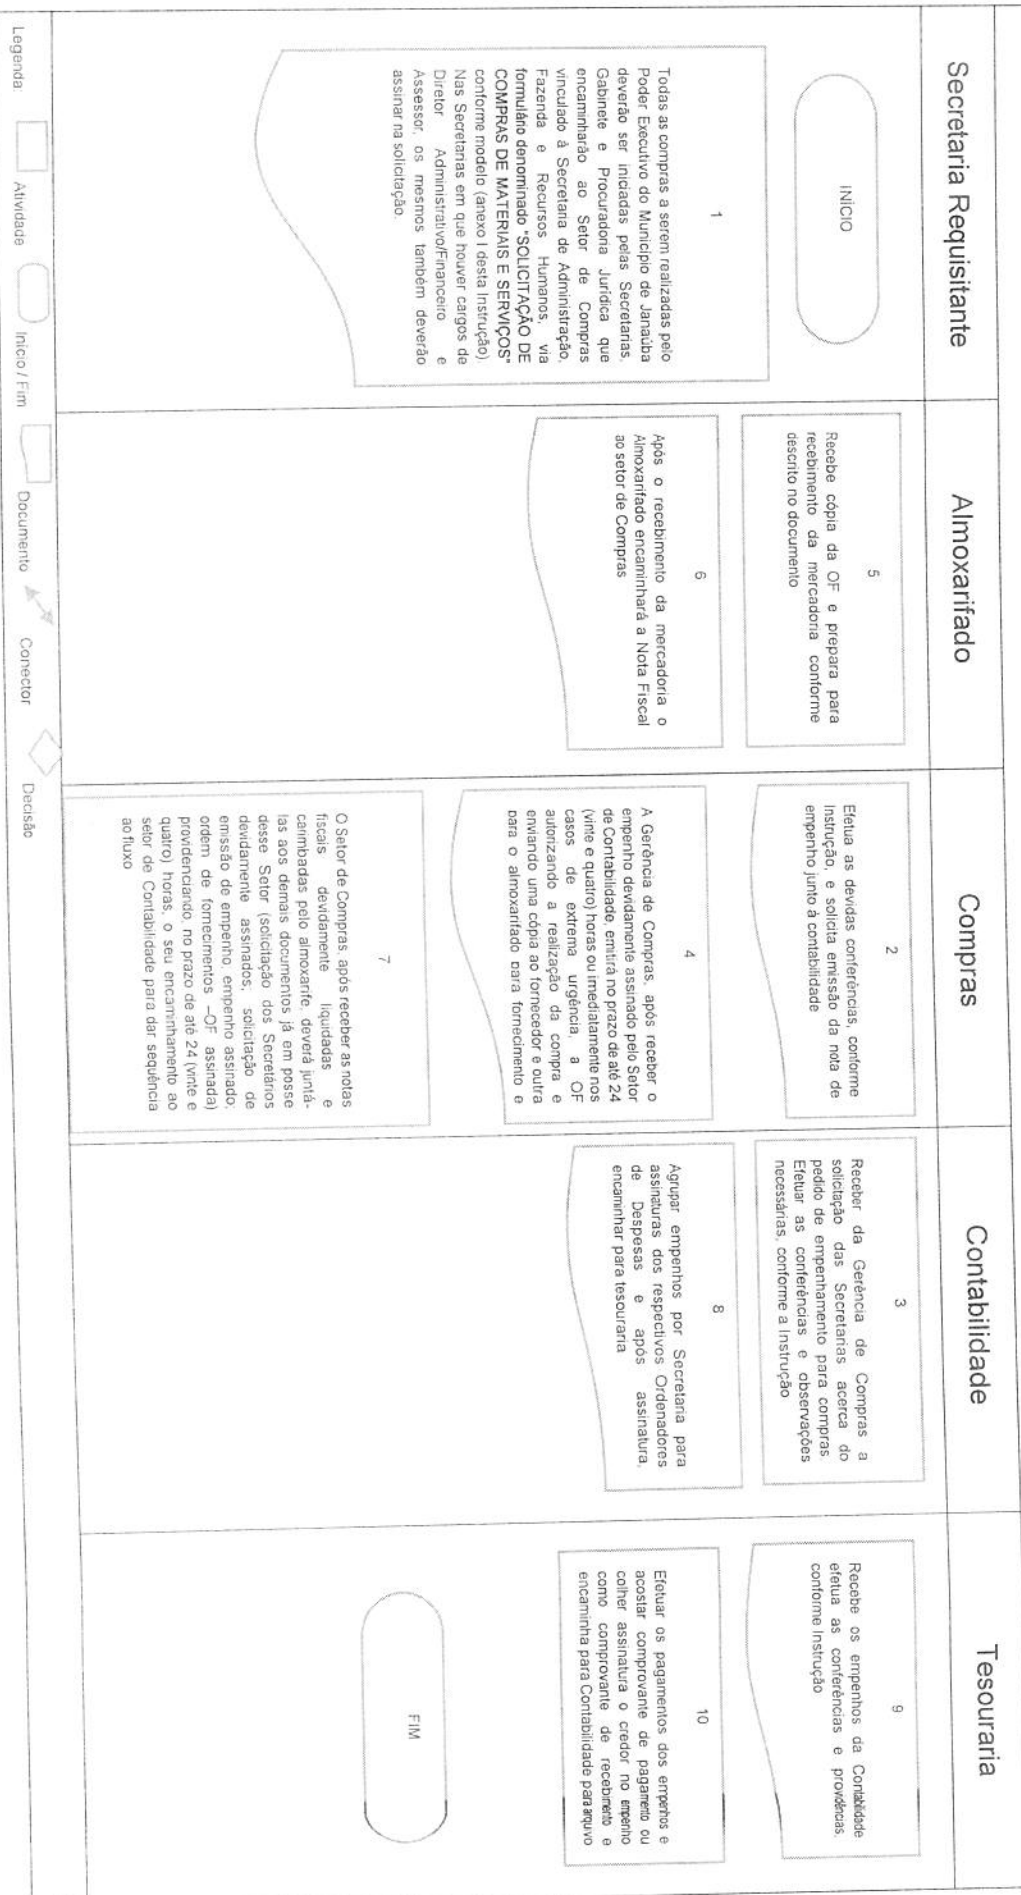 Secretaria Requisitante
INÍCIO
1
Todas as compras a serem realizadas pelo
Poder Executivo do Município de Janaúba
deverão ser iniciadas pelas Secretarias,
Gabinete e Procuradoria Jurídica que
encaminharão ao Setor de Compras
vinculado à Secretaria de Administração,
Fazenda e Recursos Humanos, via
formulário denominado "SOLICITAÇÃO DE
COMPRAS DE MATERIAIS E SERVIÇOS"
conforme modelo (anexo I desta Instrução).
Nas Secretarias em que houver cargos de
Diretor Administrativo/Financeiro e
Assessor, os mesmos também deverão
assinar na solicitação.
Almoxarifado
5
Recebe cópia da OF e prepara para
recebimento da mercadoria conforme
descrito no documento
6
Após o recebimento da mercadoria o
Almoxarifado encaminhará a Nota Fiscal
ao setor de Compras
Compras
2
Efetua as devidas conferências, conforme
Instrução, e solicita emissão da nota de
empenho junto à contabilidade
4
A Gerência de Compras, após receber o
empenho devidamente assinado pelo Setor
de Contabilidade, emitirá no prazo de até 24
(vinte e quatro) horas ou imediatamente nos
casos de extrema urgência, a OF
autorizando a realização da compra e
enviando uma cópia ao fornecedor e outra
para o almoxarifado para fornecimento e
7
O Setor de Compras, após receber as notas
fiscais devidamente liquidadas e
carimbadas pelo almoxarife, deverá juntá-
las aos demais documentos já em posse
desse Setor (solicitação dos Secretários
devidamente assinados, solicitação de
emissão de empenho, empenho assinado;
ordem de fornecimentos –OF assinada)
providenciando, no prazo de até 24 (vinte e
quatro) horas, o seu encaminhamento ao
setor de Contabilidade para dar sequência
ao fluxo
Contabilidade
3
Receber da Gerência de Compras a
solicitação das Secretarias acerca do
pedido de empenhamento para compras.
Efetuar as conferências e observações
necessárias, conforme a Instrução
8
Agrupar empenhos por Secretaria para
assinaturas dos respectivos Ordenadores
de Despesas e após assinatura,
encaminhar para tesouraria
Tesouraria
9
Recebe os empenhos da Contabilidade
efetua as conferências e providências,
conforme Instrução
10
Efetuar os pagamentos dos empenhos e
acostar comprovante de pagamento ou
colher assinatura o credor no empenho
como comprovante de recebimento e
encaminha para Contabilidade para arquivo
FIM
Legenda: Atividade Início / Fim Documento Conector Decisão